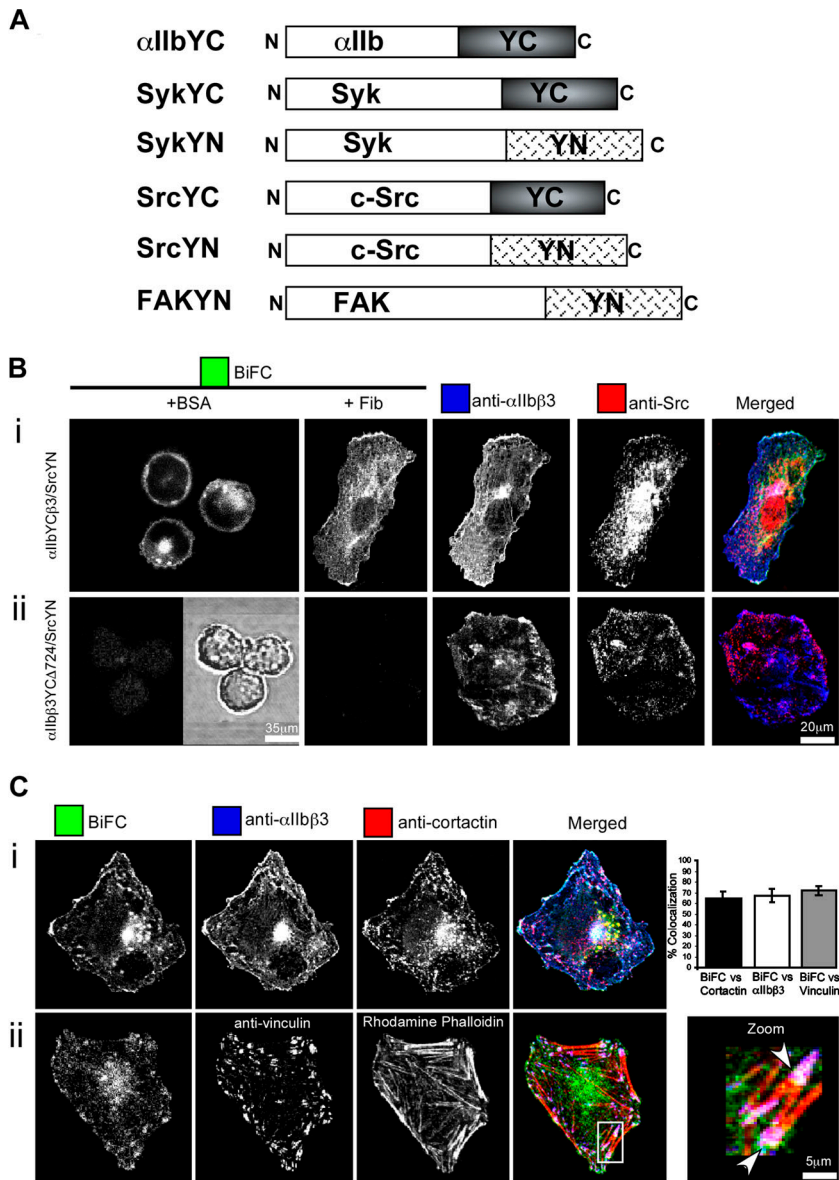 A
αIIbYC N αIIb YC C
SykYC N Syk YC C
SykYN N Syk YN C
SrcYC N c-Src YC C
SrcYN N c-Src YN C
FAKYN N FAK YN C
B
BiFC
+BSA + Fib anti-αIIbβ3 anti-Src Merged
i
αIIbYCβ3/SrcYN
ii
αIIbβ3YCΔ724/SrcYN
35μm
20μm
C
BiFC anti-αIIbβ3 anti-cortactin Merged
i
% Colocalization
100
90
80
70
60
50
40
30
20
10
0
BiFC vs Cortactin
BiFC vs αIIbβ3
BiFC vs Vinculin
ii
anti-vinculin Rhodamine Phalloidin
Zoom
5μm